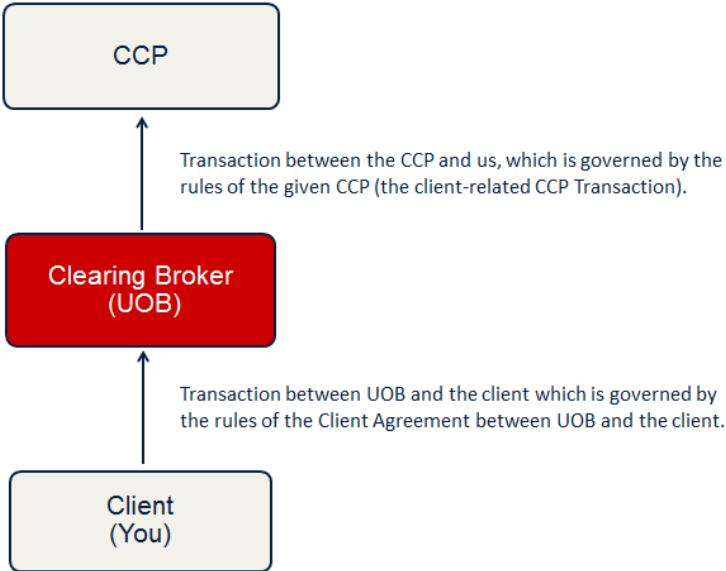 CCP
Transaction between the CCP and us, which is governed by the
rules of the given CCP (the client-related CCP Transaction).
Clearing Broker
(UOB)
Transaction between UOB and the client which is governed by
the rules of the Client Agreement between UOB and the client.
Client
(You)